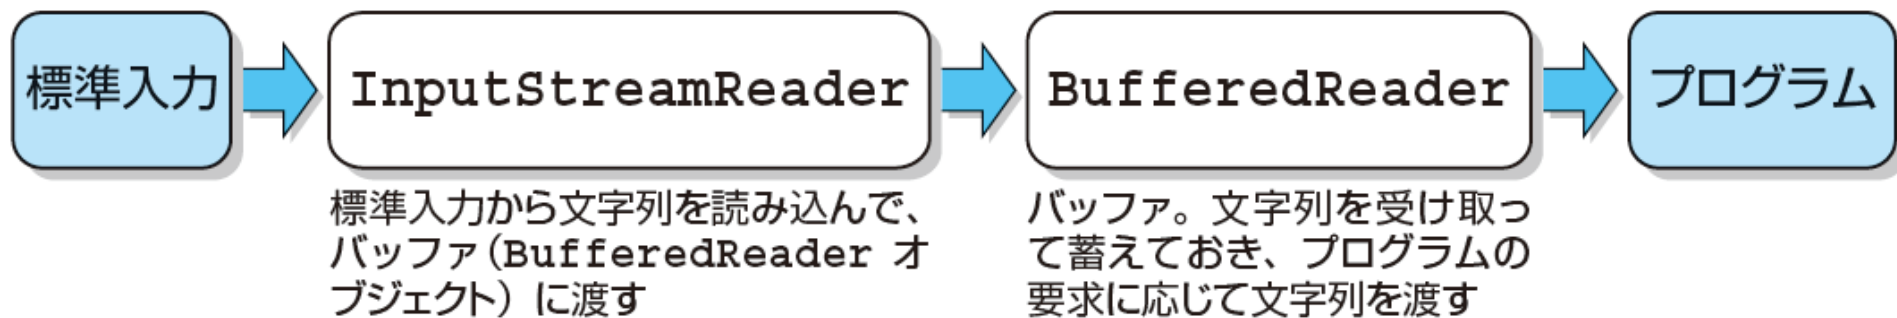 標準入力
InputStreamReader
BufferedReader
プログラム
標準入力から文字列を読み込んで、
バッファ(BufferedReader オ
ブジェクト) に渡す
バッファ。文字列を受け取っ
て蓄えておき、プログラムの
要求に応じて文字列を渡す